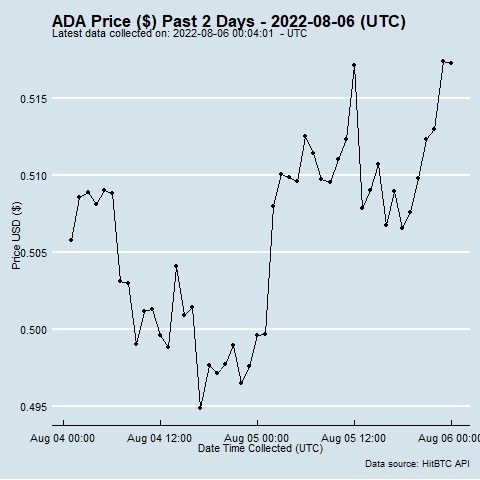 ADA Price ($) Past 2 Days - 2022-08-06 (UTC)
Latest data collected on: 2022-08-06 00:04:01 - UTC
0.515
0.510
0.505
0.500
0.495
Price USD ($)
Aug 04 00:00 Aug 04 12:00 Aug 05 00:00 Aug 05 12:00 Aug 06 00:00
Date Time Collected (UTC)
Data source: HitBTC API